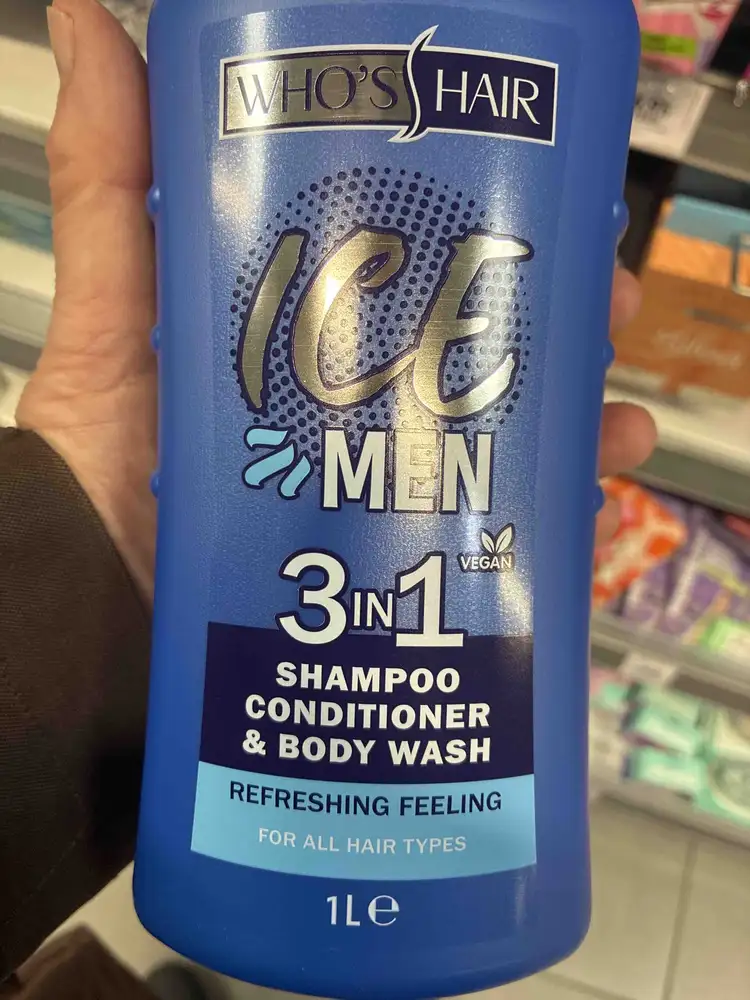 WHO'S HAIR
ICE
MEN
VEGAN
3 IN 1
SHAMPOO
CONDITIONER
& BODY WASH
REFRESHING FEELING
FOR ALL HAIR TYPES
1L e